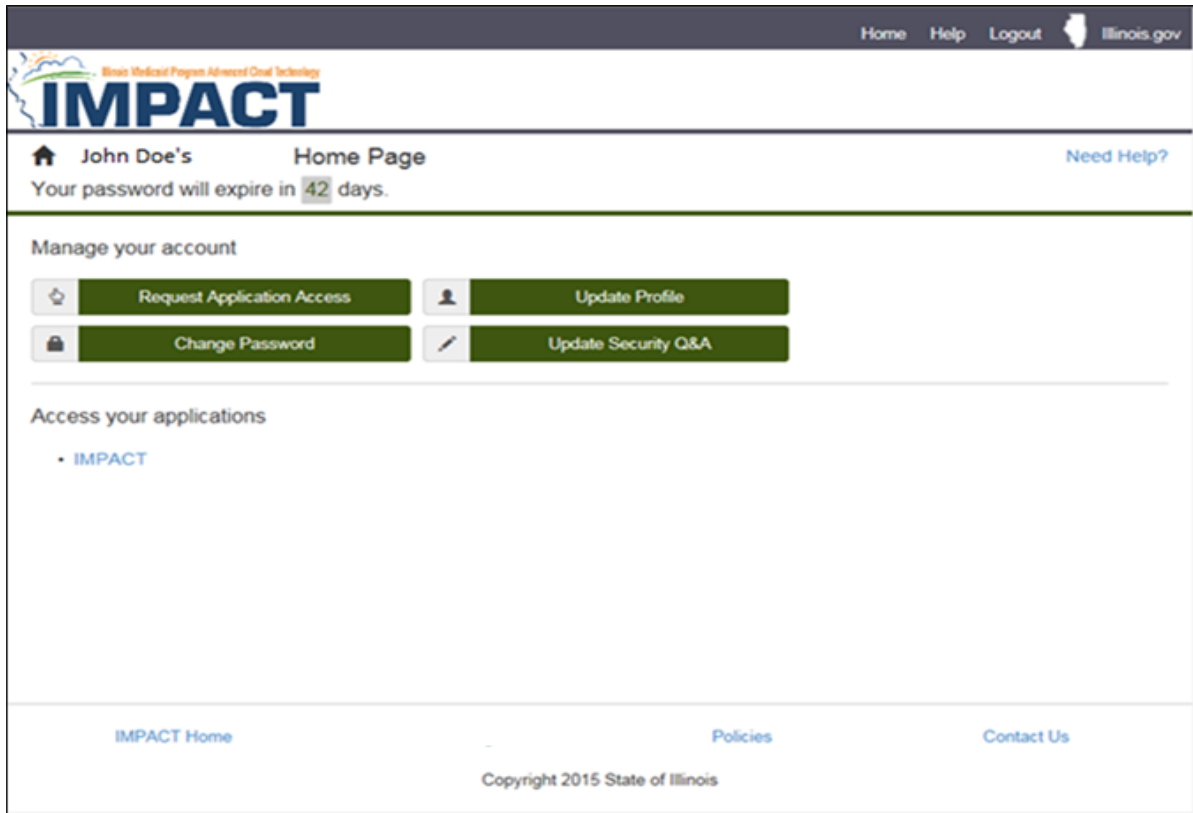 Home Help Logout Illinois.gov
Illinois Medicaid Program Advanced Cloud Technology
IMPACT
John Doe's Home Page Need Help?
Your password will expire in 42 days.
Manage your account
Request Application Access Update Profile
Change Password Update Security Q&A
Access your applications
• IMPACT
IMPACT Home Policies Contact Us
Copyright 2015 State of Illinois